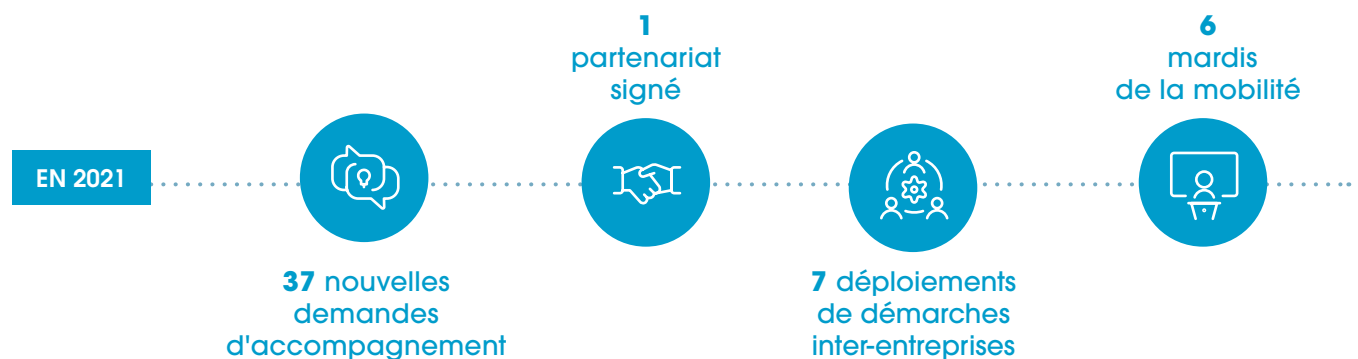 EN 2021
37 nouvelles
demandes
d'accompagnement
1
partenariat
signé
7 déploiements
de démarches
inter-entreprises
6
mardis
de la mobilité